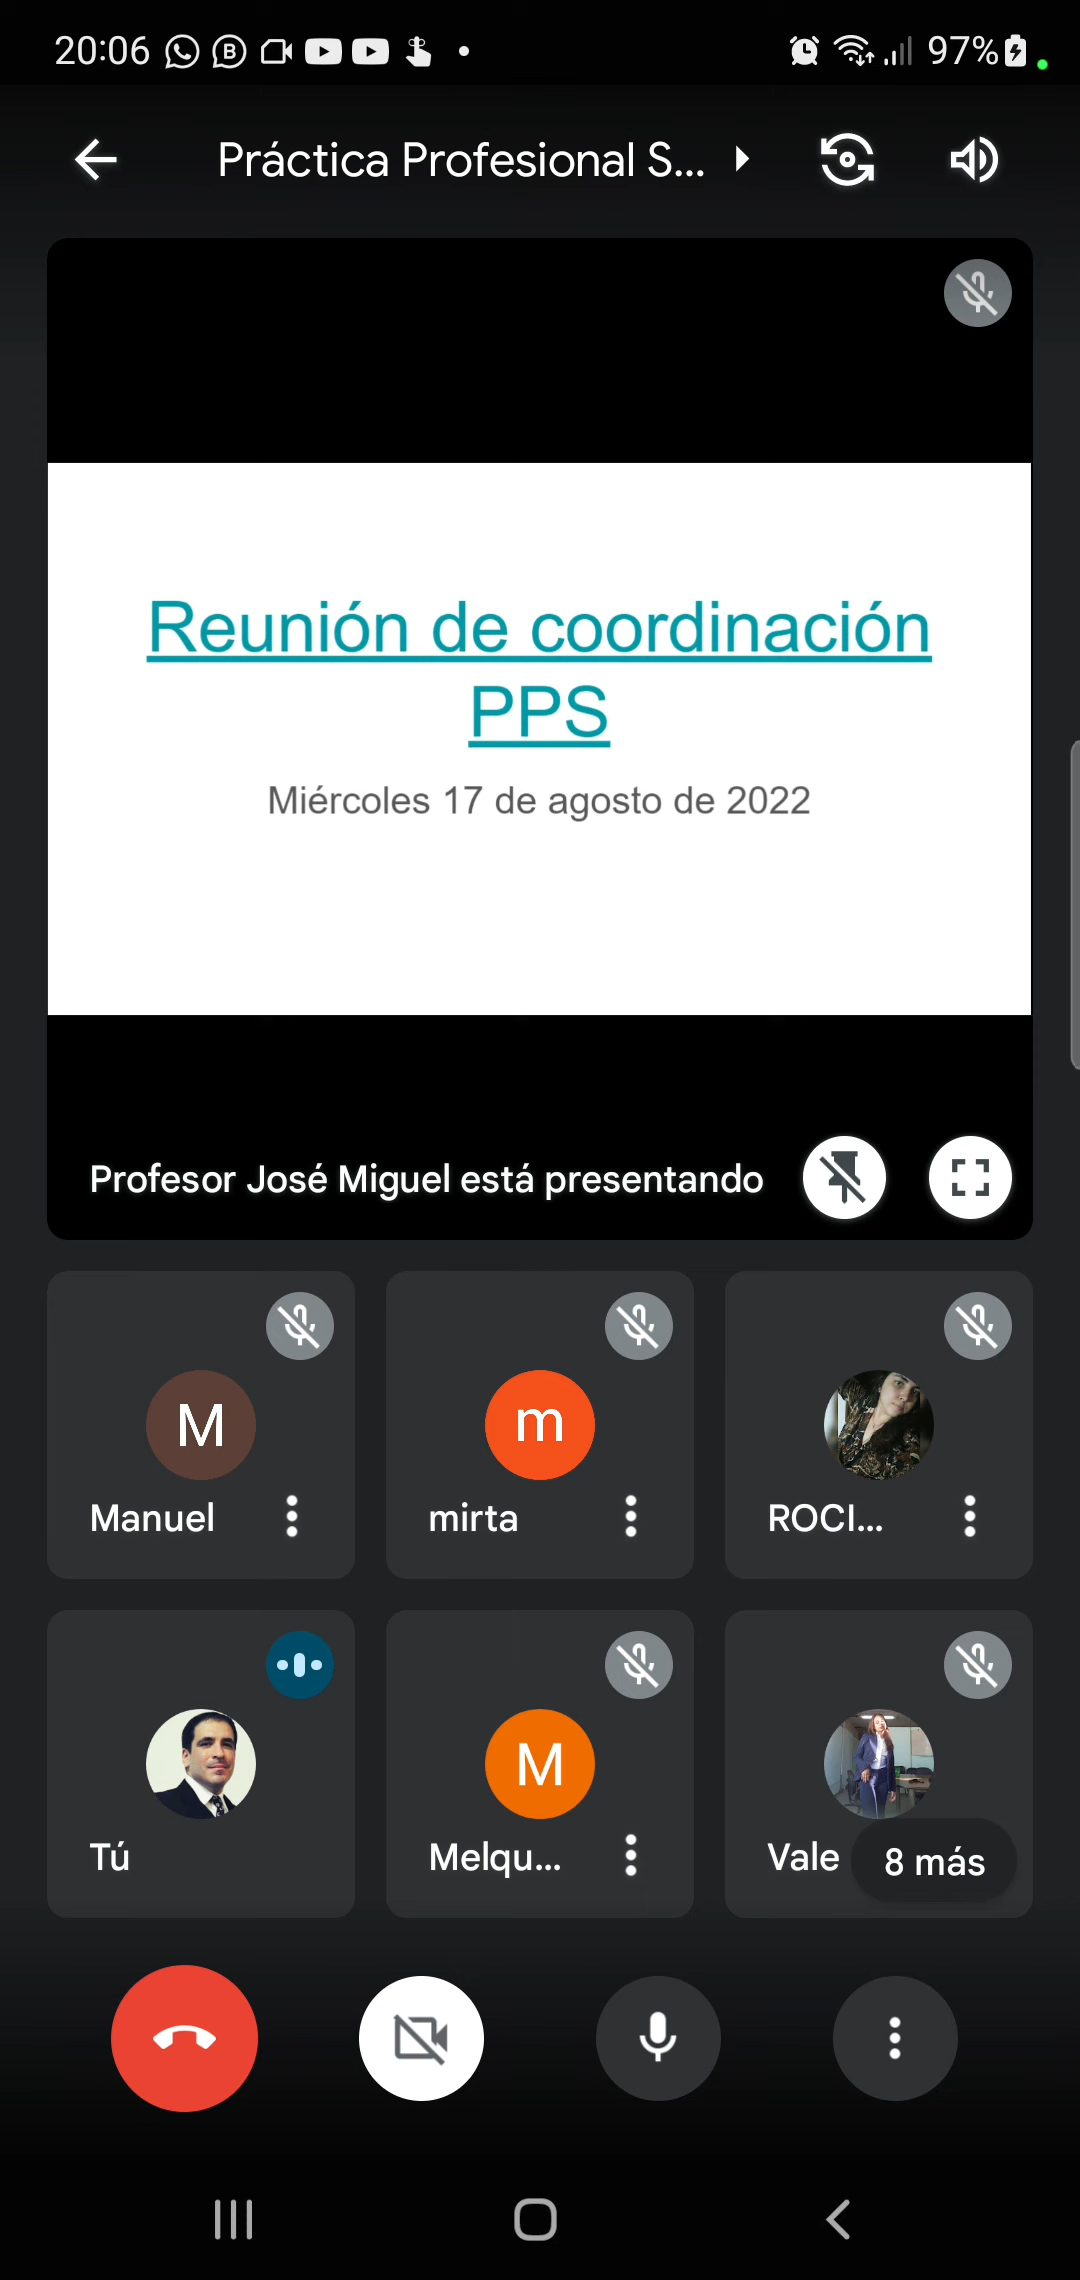 20:06
97%
Práctica Profesional S...
Reunión de coordinación
PPS
Miércoles 17 de agosto de 2022
Profesor José Miguel está presentando
M
m
Manuel
mirta
ROCI...
M
Tú
Melqu...
Vale
8 más